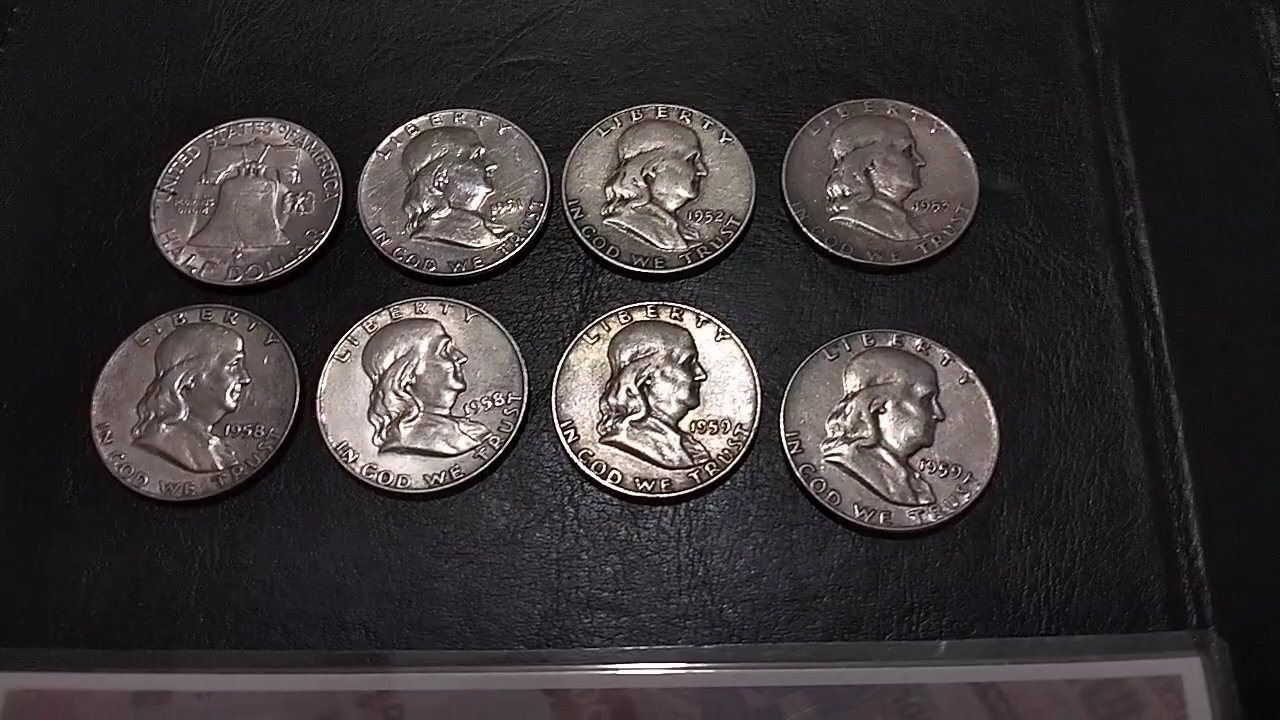 UNITED STATES OF AMERICA
HALF DOLLAR
LIBERTY
IN GOD WE TRUST
1951
LIBERTY
IN GOD WE TRUST
1952
LIBERTY
IN GOD WE TRUST
LIBERTY
IN GOD WE TRUST
1958
LIBERTY
IN GOD WE TRUST
1958
LIBERTY
IN GOD WE TRUST
1959
LIBERTY
IN GOD WE TRUST
1959